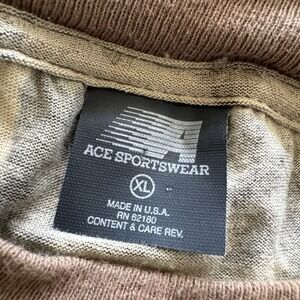 ACE SPORTSWEAR
XL
MADE IN U.S.A.
RN 62180
CONTENT & CARE REV.